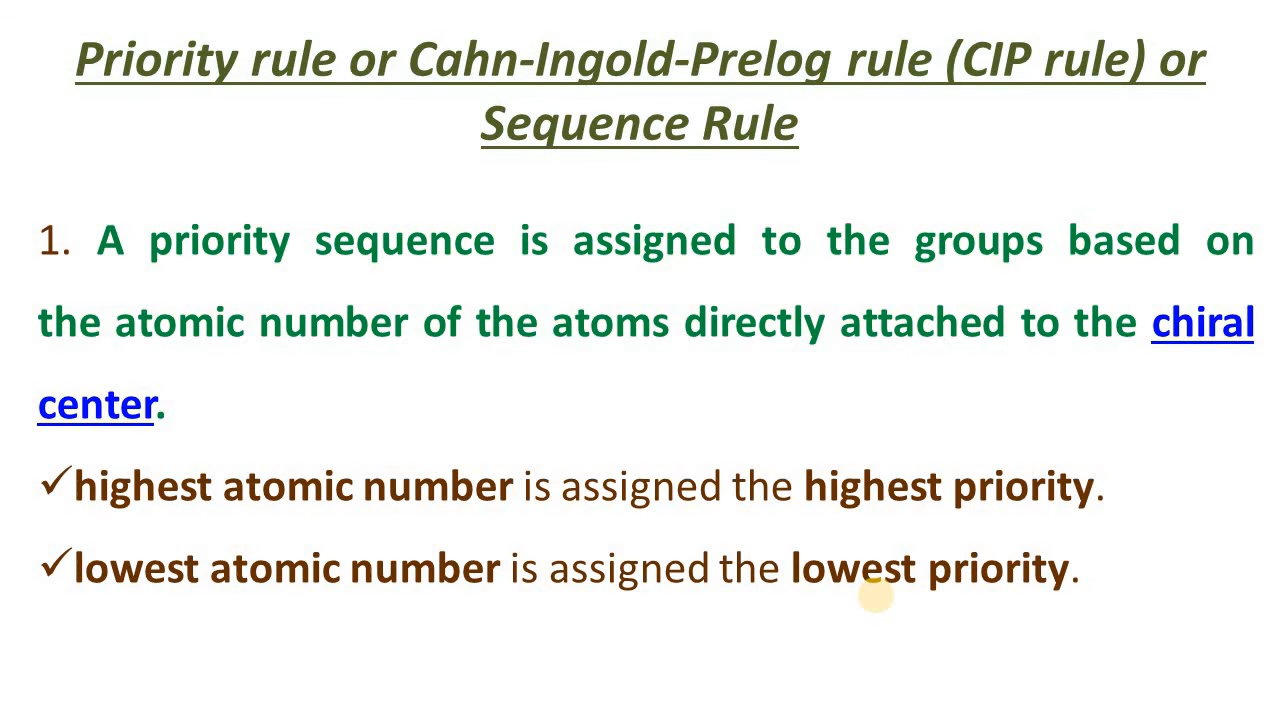 Priority rule or Cahn-Ingold-Prelog rule (CIP rule) or
Sequence Rule
1. A priority sequence is assigned to the groups based on
the atomic number of the atoms directly attached to the chiral
center.
✓highest atomic number is assigned the highest priority.
✓lowest atomic number is assigned the lowest priority.